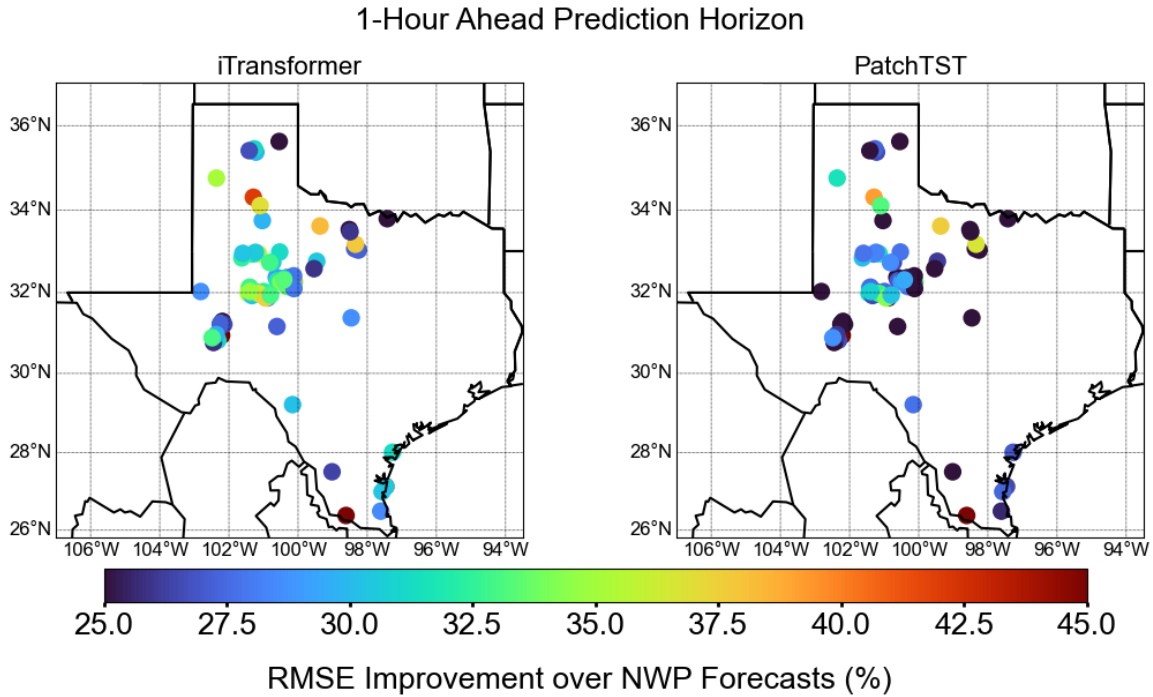 1-Hour Ahead Prediction Horizon
iTransformer
PatchTST
36°N
34°N
32°N
30°N
28°N
26°N
106°W 104°W 102°W 100°W 98°W 96°W 94°W
36°N
34°N
32°N
30°N
28°N
26°N
106°W 104°W 102°W 100°W 98°W 96°W 94°W
25.0 27.5 30.0 32.5 35.0 37.5 40.0 42.5 45.0
RMSE Improvement over NWP Forecasts (%)